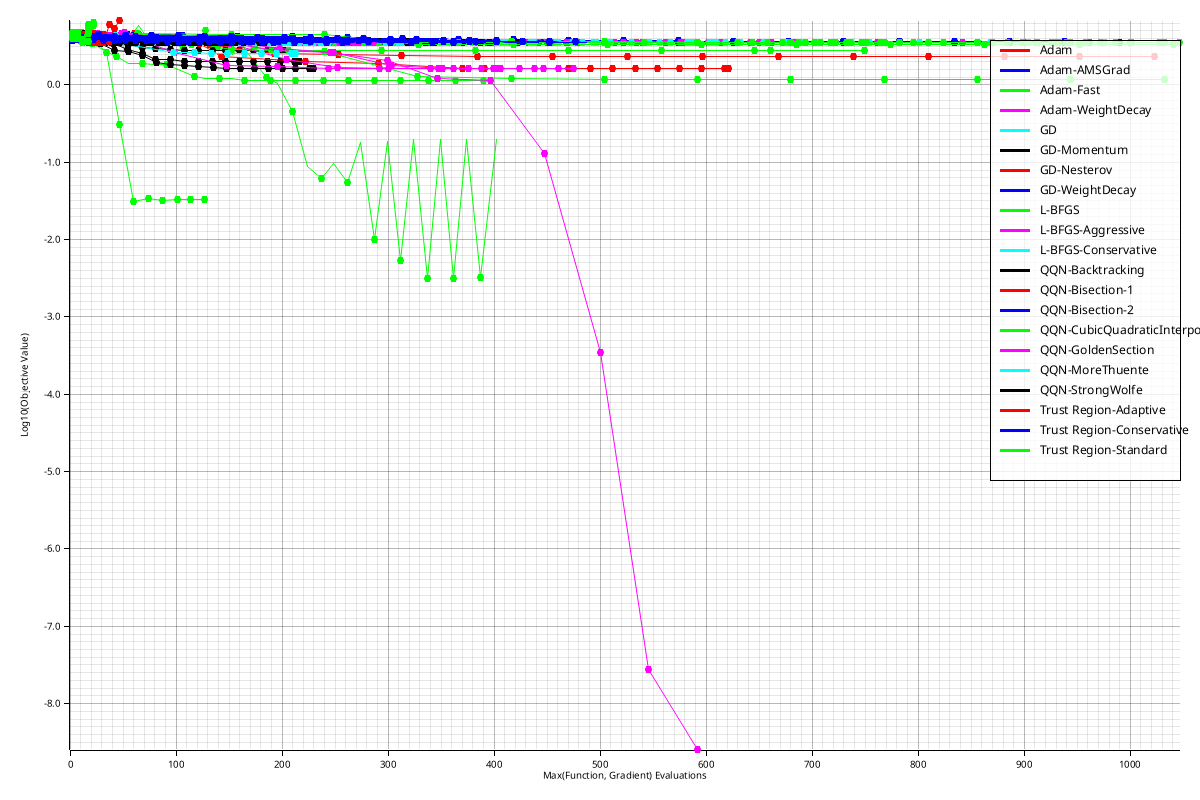 Adam
Adam-AMSGrad
Adam-Fast
Adam-WeightDecay
GD
GD-Momentum
GD-Nesterov
GD-WeightDecay
L-BFGS
L-BFGS-Aggressive
L-BFGS-Conservative
QQN-Backtracking
QQN-Bisection-1
QQN-Bisection-2
QQN-CubicQuadraticInterpo
QQN-GoldenSection
QQN-MoreThuente
QQN-StrongWolfe
Trust Region-Adaptive
Trust Region-Conservative
Trust Region-Standard
0.0
-1.0
-2.0
-3.0
-4.0
-5.0
-6.0
-7.0
-8.0
Log10(Objective Value)
0 100 200 300 400 500 600 700 800 900 1000
Max(Function, Gradient) Evaluations